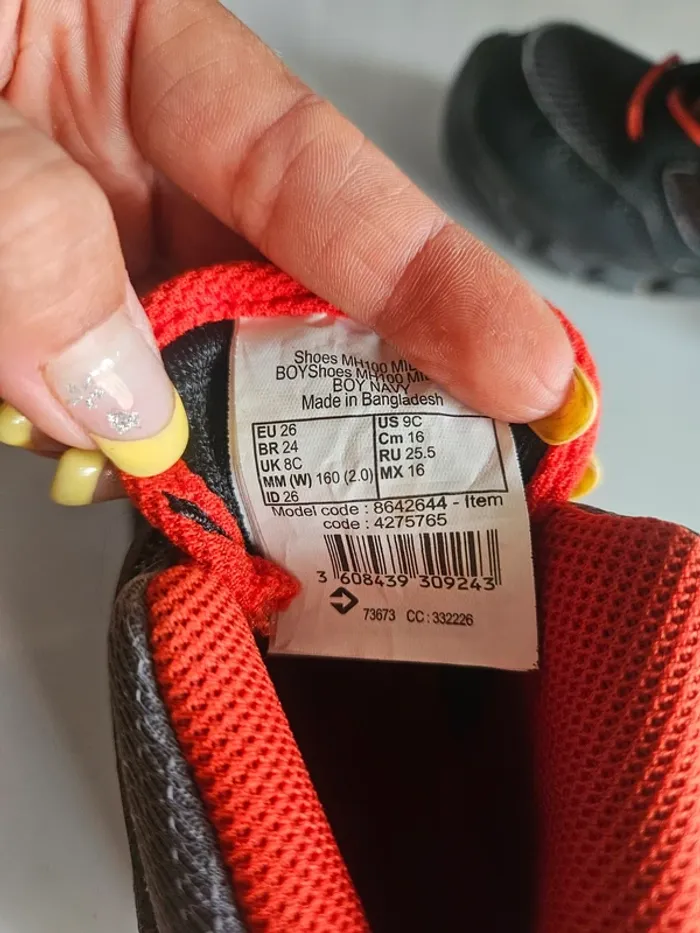 Shoes MH100 MID
BOYShoes MH100 MID
BOY NAVY
Made in Bangladesh
EU 26 US 9C
BR 24 Cm 16
UK 8C RU 25.5
MM (W) 160 (2.0) MX 16
ID 26
Model code : 8642644 - Item
code : 4275765
3 608439 309243
73673 CC : 332226